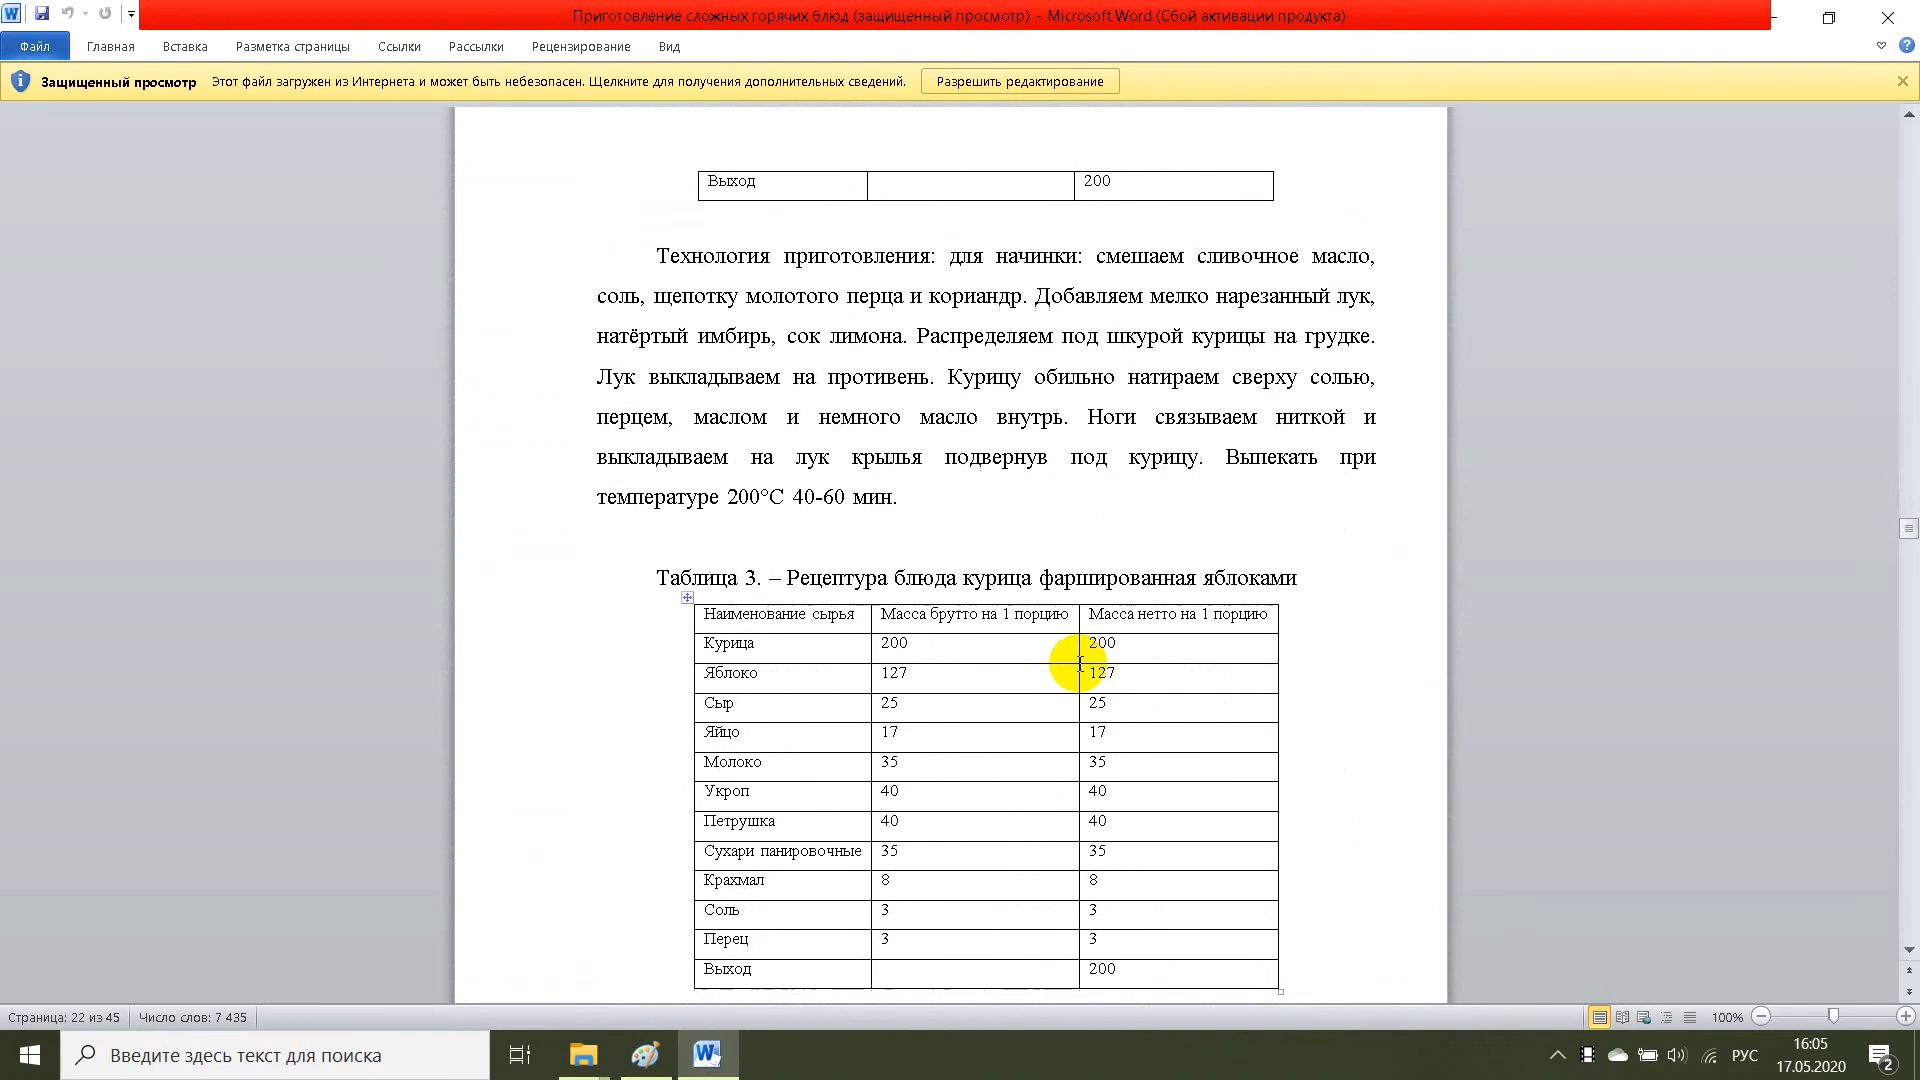 Приготовление сложных горячих блюд (защищенный просмотр) - Microsoft Word (Сбой активации продукта)
Файл Главная Вставка Разметка страницы Ссылки Рассылки Рецензирование Вид
Защищенный просмотр Этот файл загружен из Интернета и может быть небезопасен. Щелкните для получения дополнительных сведений. Разрешить редактирование
Выход 200
Технология приготовления: для начинки: смешаем сливочное масло,
соль, щепотку молотого перца и кориандр. Добавляем мелко нарезанный лук,
натёртый имбирь, сок лимона. Распределяем под шкурой курицы на грудке.
Лук выкладываем на противень. Курицу обильно натираем сверху солью,
перцем, маслом и немного масло внутрь. Ноги связываем ниткой и
выкладываем на лук крылья подвернув под курицу. Выпекать при
температуре 200°С 40-60 мин.
Таблица 3. – Рецептура блюда курица фаршированная яблоками
Наименование сырья Масса брутто на 1 порцию Масса нетто на 1 порцию
Курица 200 200
Яблоко 127 127
Сыр 25 25
Яйцо 17 17
Молоко 35 35
Укроп 40 40
Петрушка 40 40
Сухари панировочные 35 35
Крахмал 8 8
Соль 3 3
Перец 3 3
Выход 200
Страница: 22 из 45 Число слов: 7 435 100%
Введите здесь текст для поиска
РУС
16:05
17.05.2020
2